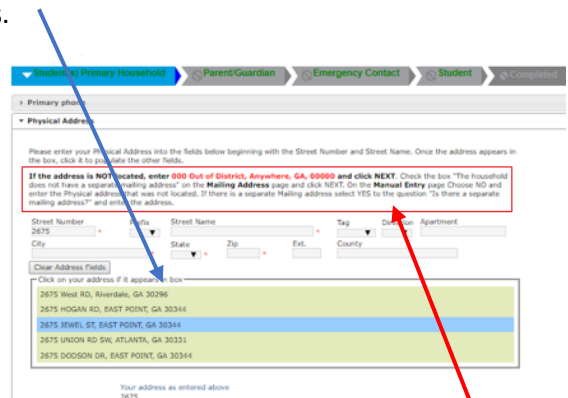 s.
Student(s) Primary Household Parent/Guardian Emergency Contact Student Completed
Primary phone
Physical Address
Please enter your Physical Address into the fields below beginning with the Street Number and Street Name. Once the address appears in
the box, click it to populate the other fields.
If the address is NOT located, enter 000 Out of District, Anywhere, GA, 00000 and click NEXT. Check the box "The household
does not have a separate mailing address" on the Mailing Address page and click NEXT. On the Manual Entry page Choose NO and
enter the Physical address that was not located. If there is a separate Mailing address select YES to the question "Is there a separate
mailing address?" and enter the address.
Street Number Prefix Street Name Tag Direction Apartment
2675 * *
City State Zip Ext. County
* *
Clear Address Fields
Click on your address if it appears in box
2675 West RD, Riverdale, GA 30296
2675 HOGAN RD, EAST POINT, GA 30344
2675 JEWEL ST, EAST POINT, GA 30344
2675 UNION RD SW, ATLANTA, GA 30331
2675 DODSON DR, EAST POINT, GA 30344
Your address as entered above
2675